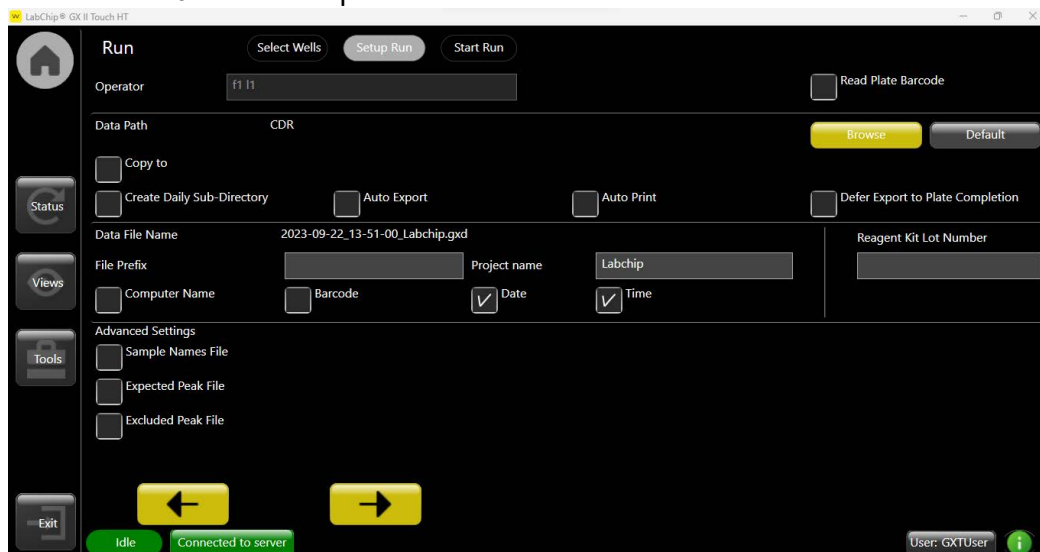 LabChip® GX II Touch HT
Run
Select Wells
Setup Run
Start Run
Operator
f1 l1
Read Plate Barcode
Data Path
CDR
Browse
Default
Copy to
Create Daily Sub-Directory
Auto Export
Auto Print
Defer Export to Plate Completion
Status
Data File Name
2023-09-22_13-51-00_Labchip.gxd
Reagent Kit Lot Number
File Prefix
Project name
Labchip
Views
Computer Name
Barcode
Date
Time
Advanced Settings
Sample Names File
Tools
Expected Peak File
Excluded Peak File
Exit
Idle
Connected to server
User: GXTUser
i